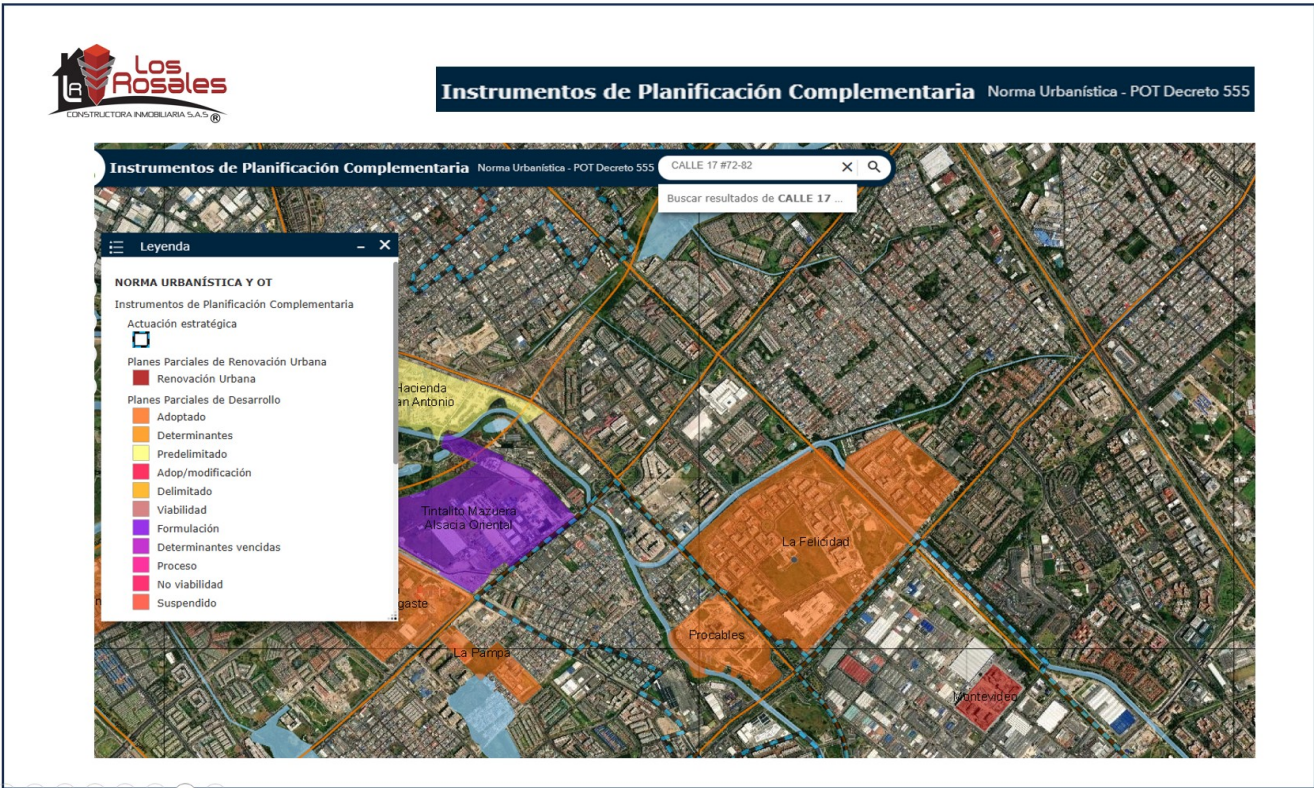 Los
Rosales
LR
CONSTRUCTORA INMOBILIARIA S.A.S ®
Instrumentos de Planificación Complementaria Norma Urbanística - POT Decreto 555
Instrumentos de Planificación Complementaria Norma Urbanística - POT Decreto 555
CALLE 17 #72-82
Buscar resultados de CALLE 17 ...
Leyenda
NORMA URBANÍSTICA Y OT
Instrumentos de Planificación Complementaria
Actuación estratégica
Planes Parciales de Renovación Urbana
Renovación Urbana
Planes Parciales de Desarrollo
Adoptado
Determinantes
Predelimitado
Adop/modificación
Delimitado
Viabilidad
Formulación
Determinantes vencidas
Proceso
No viabilidad
Suspendido
Hacienda
an Antonio
Tintalito Mazuera
Alsacia Oriental
La Felicidad
gaste
Procables
La Pampa
Montevideo